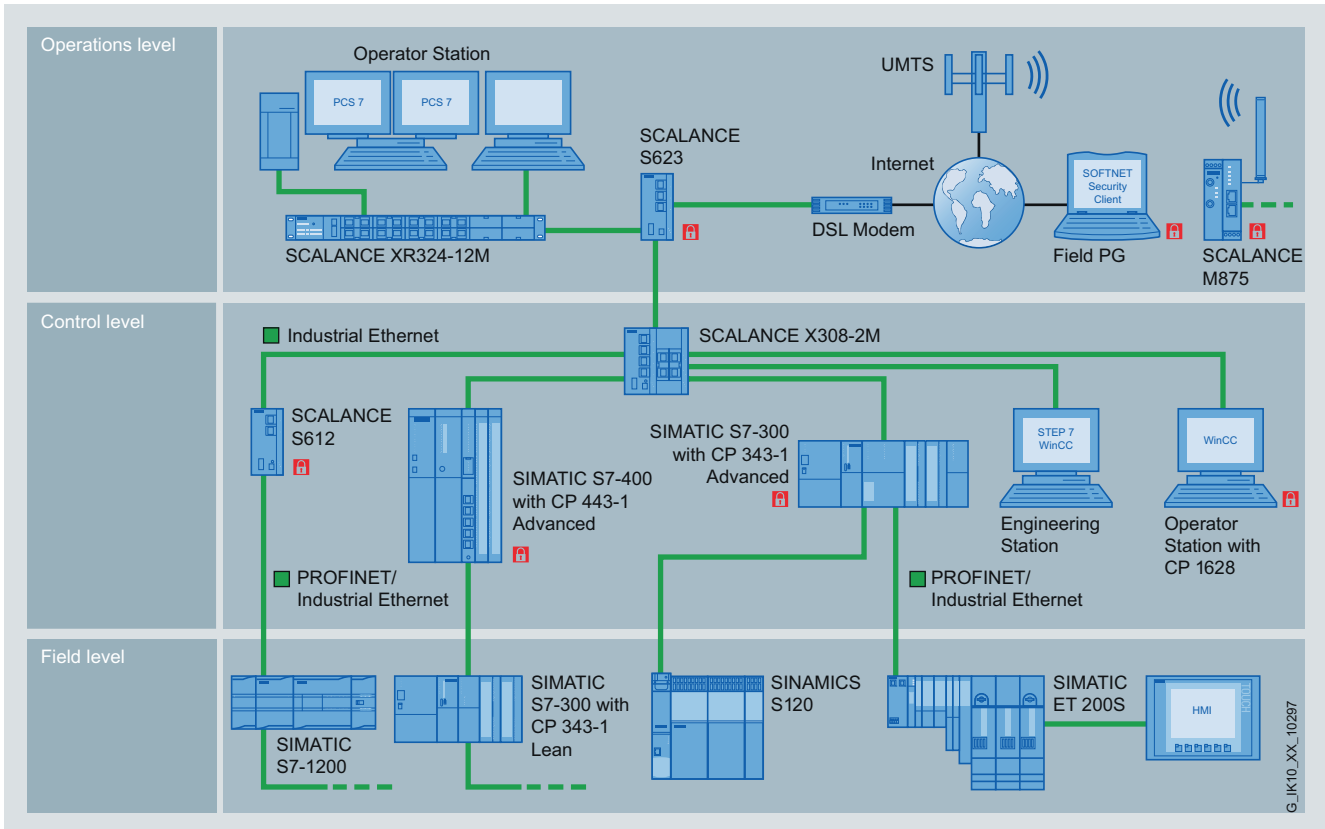 Operations level
Operator Station
PCS 7
PCS 7
SCALANCE XR324-12M
SCALANCE
S623
DSL Modem
UMTS
Internet
SOFTNET
Security
Client
Field PG
SCALANCE
M875
Control level
Industrial Ethernet
SCALANCE X308-2M
SCALANCE
S612
SIMATIC S7-400
with CP 443-1
Advanced
SIMATIC S7-300
with CP 343-1
Advanced
STEP 7
WinCC
Engineering
Station
WinCC
Operator
Station with
CP 1628
PROFINET/
Industrial Ethernet
PROFINET/
Industrial Ethernet
Field level
SIMATIC
S7-1200
SIMATIC
S7-300 with
CP 343-1
Lean
SINAMICS
S120
SIMATIC
ET 200S
HMI
TOUCH
G_IK10_XX_10297